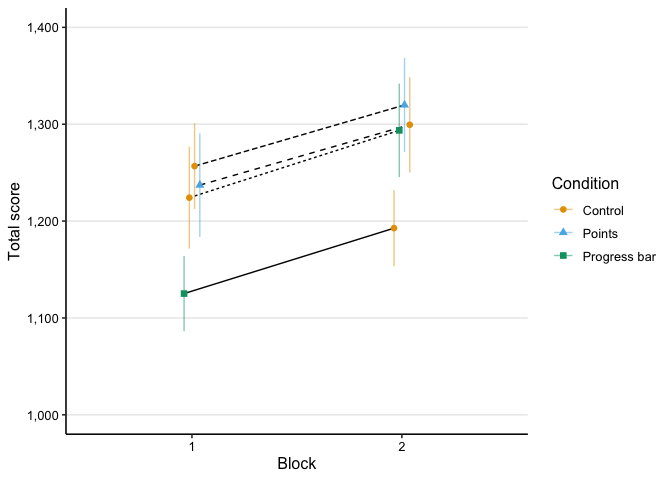 1,400
1,300
1,200
1,100
1,000
Total score
1
2
Block
Condition
Control
Points
Progress bar